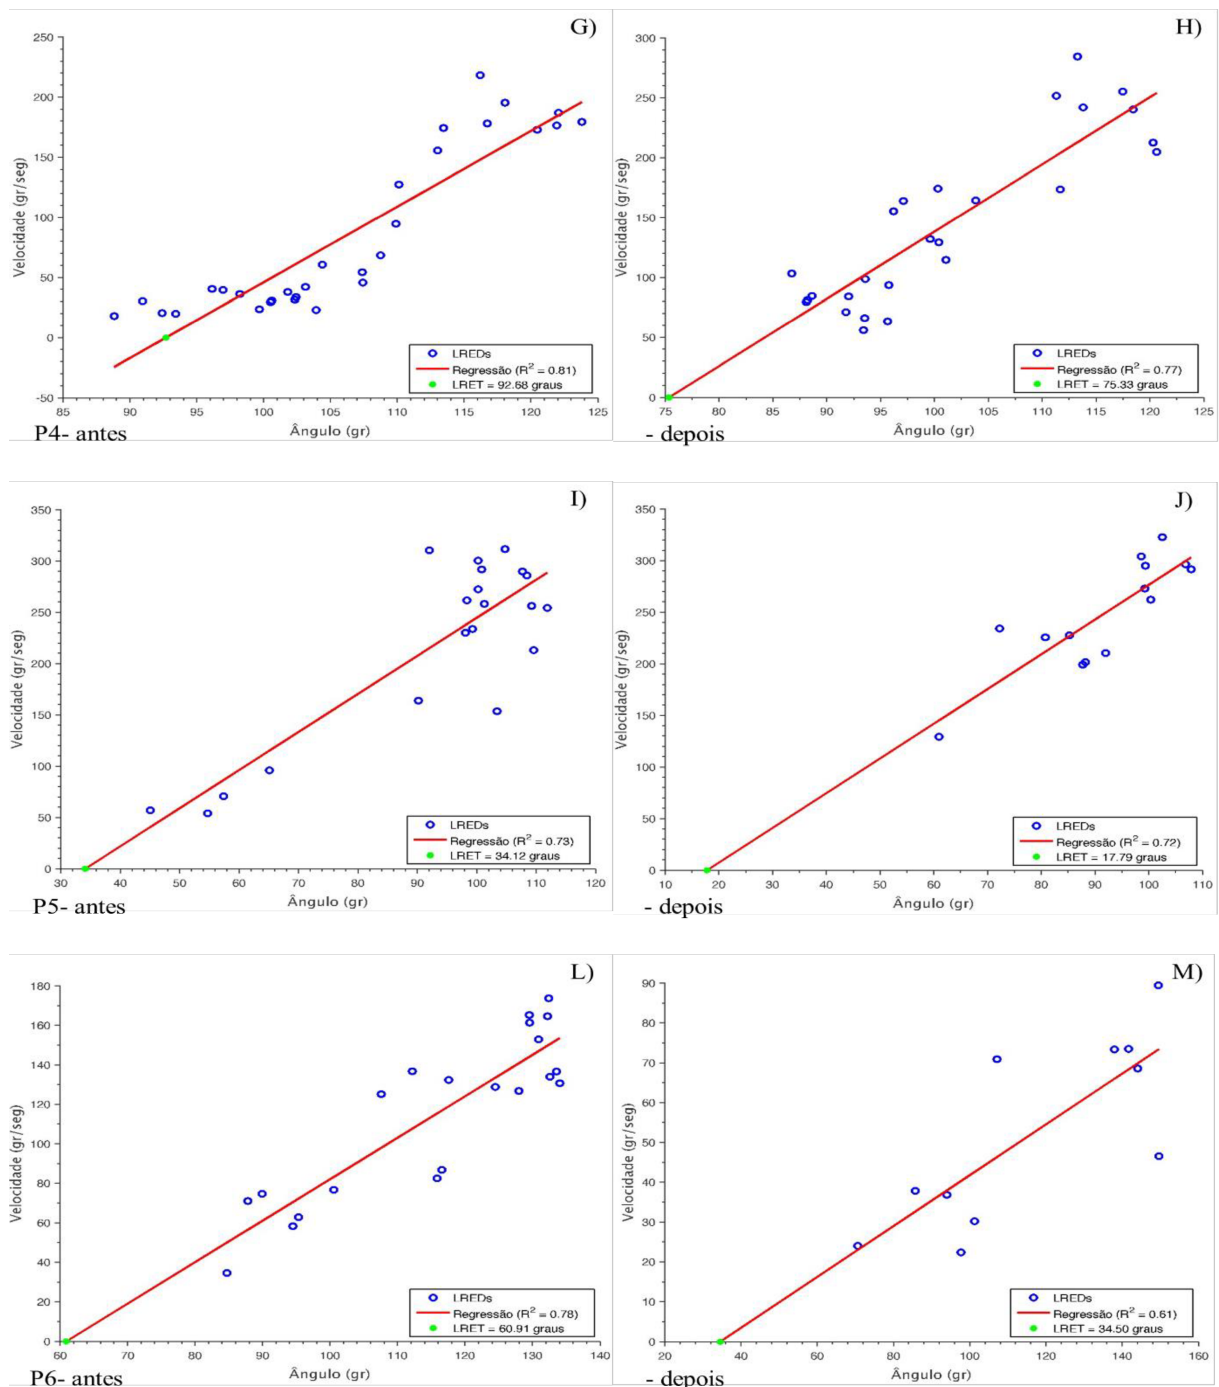 G)
250
200
150
100
50
0
-50
85 90 95 100 105 110 115 120 125
Velocidade (gr/seg)
Ângulo (gr)
LREDs
Regressão (R² = 0.81)
LRET = 92.68 graus
P4- antes
H)
300
250
200
150
100
50
0
75 80 85 90 95 100 105 110 115 120 125
Velocidade (gr/seg)
Ângulo (gr)
LREDs
Regressão (R² = 0.77)
LRET = 75.33 graus
- depois
I)
350
300
250
200
150
100
50
0
30 40 50 60 70 80 90 100 110 120
Velocidade (gr/seg)
Ângulo (gr)
LREDs
Regressão (R² = 0.73)
LRET = 34.12 graus
P5- antes
J)
350
300
250
200
150
100
50
0
10 20 30 40 50 60 70 80 90 100 110
Velocidade (gr/seg)
Ângulo (gr)
LREDs
Regressão (R² = 0.72)
LRET = 17.79 graus
- depois
L)
180
160
140
120
100
80
60
40
20
0
60 70 80 90 100 110 120 130 140
Velocidade (gr/seg)
Ângulo (gr)
LREDs
Regressão (R² = 0.78)
LRET = 60.91 graus
P6- antes
M)
90
80
70
60
50
40
30
20
10
0
20 40 60 80 100 120 140 160
Velocidade (gr/seg)
Ângulo (gr)
LREDs
Regressão (R² = 0.61)
LRET = 34.50 graus
- depois